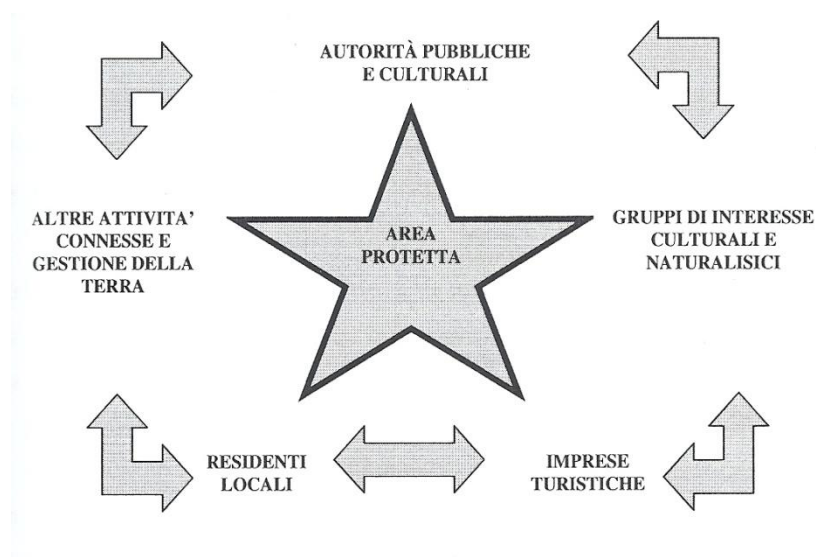 AUTORITÀ PUBBLICHE
E CULTURALI
ALTRE ATTIVITA'
CONNESSE E
GESTIONE DELLA
TERRA
AREA
PROTETTA
GRUPPI DI INTERESSE
CULTURALI E
NATURALISICI
RESIDENTI
LOCALI
IMPRESE
TURISTICHE